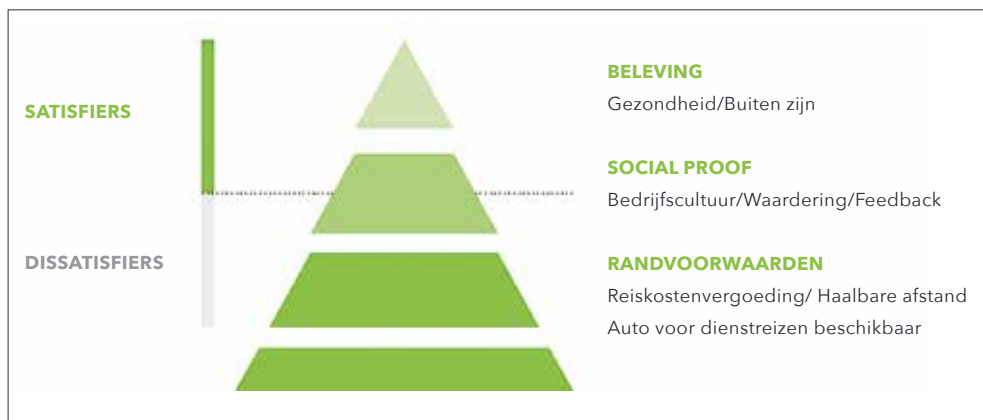 SATISFIERS
DISSATISFIERS
BELEVING
Gezondheid/Buiten zijn
SOCIAL PROOF
Bedrijfscultuur/Waardering/Feedback
RANDVOORWAARDEN
Reiskostenvergoeding/ Haalbare afstand
Auto voor dienstreizen beschikbaar